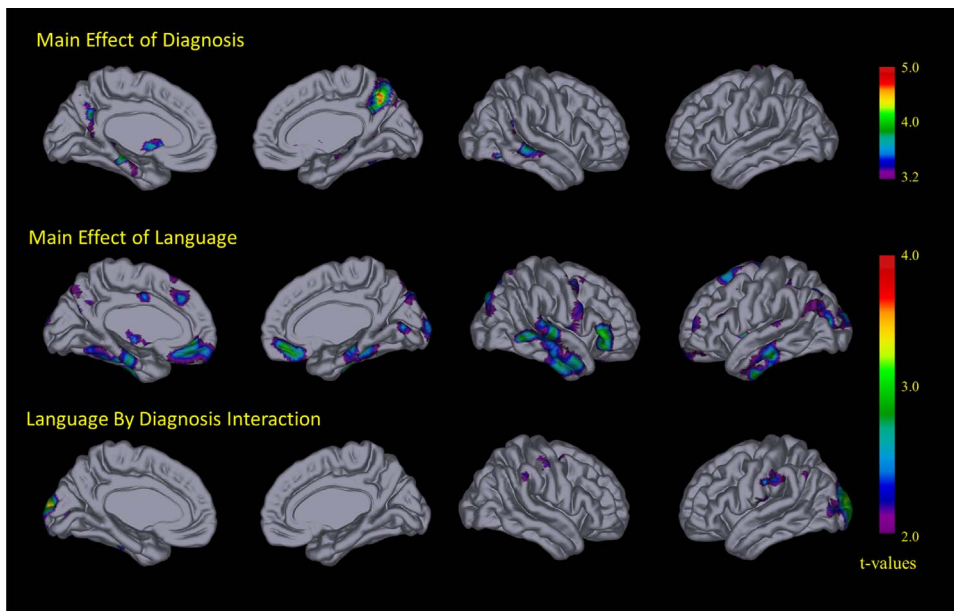 Main Effect of Diagnosis
5.0
4.0
3.2
Main Effect of Language
4.0
3.0
Language By Diagnosis Interaction
2.0
t-values